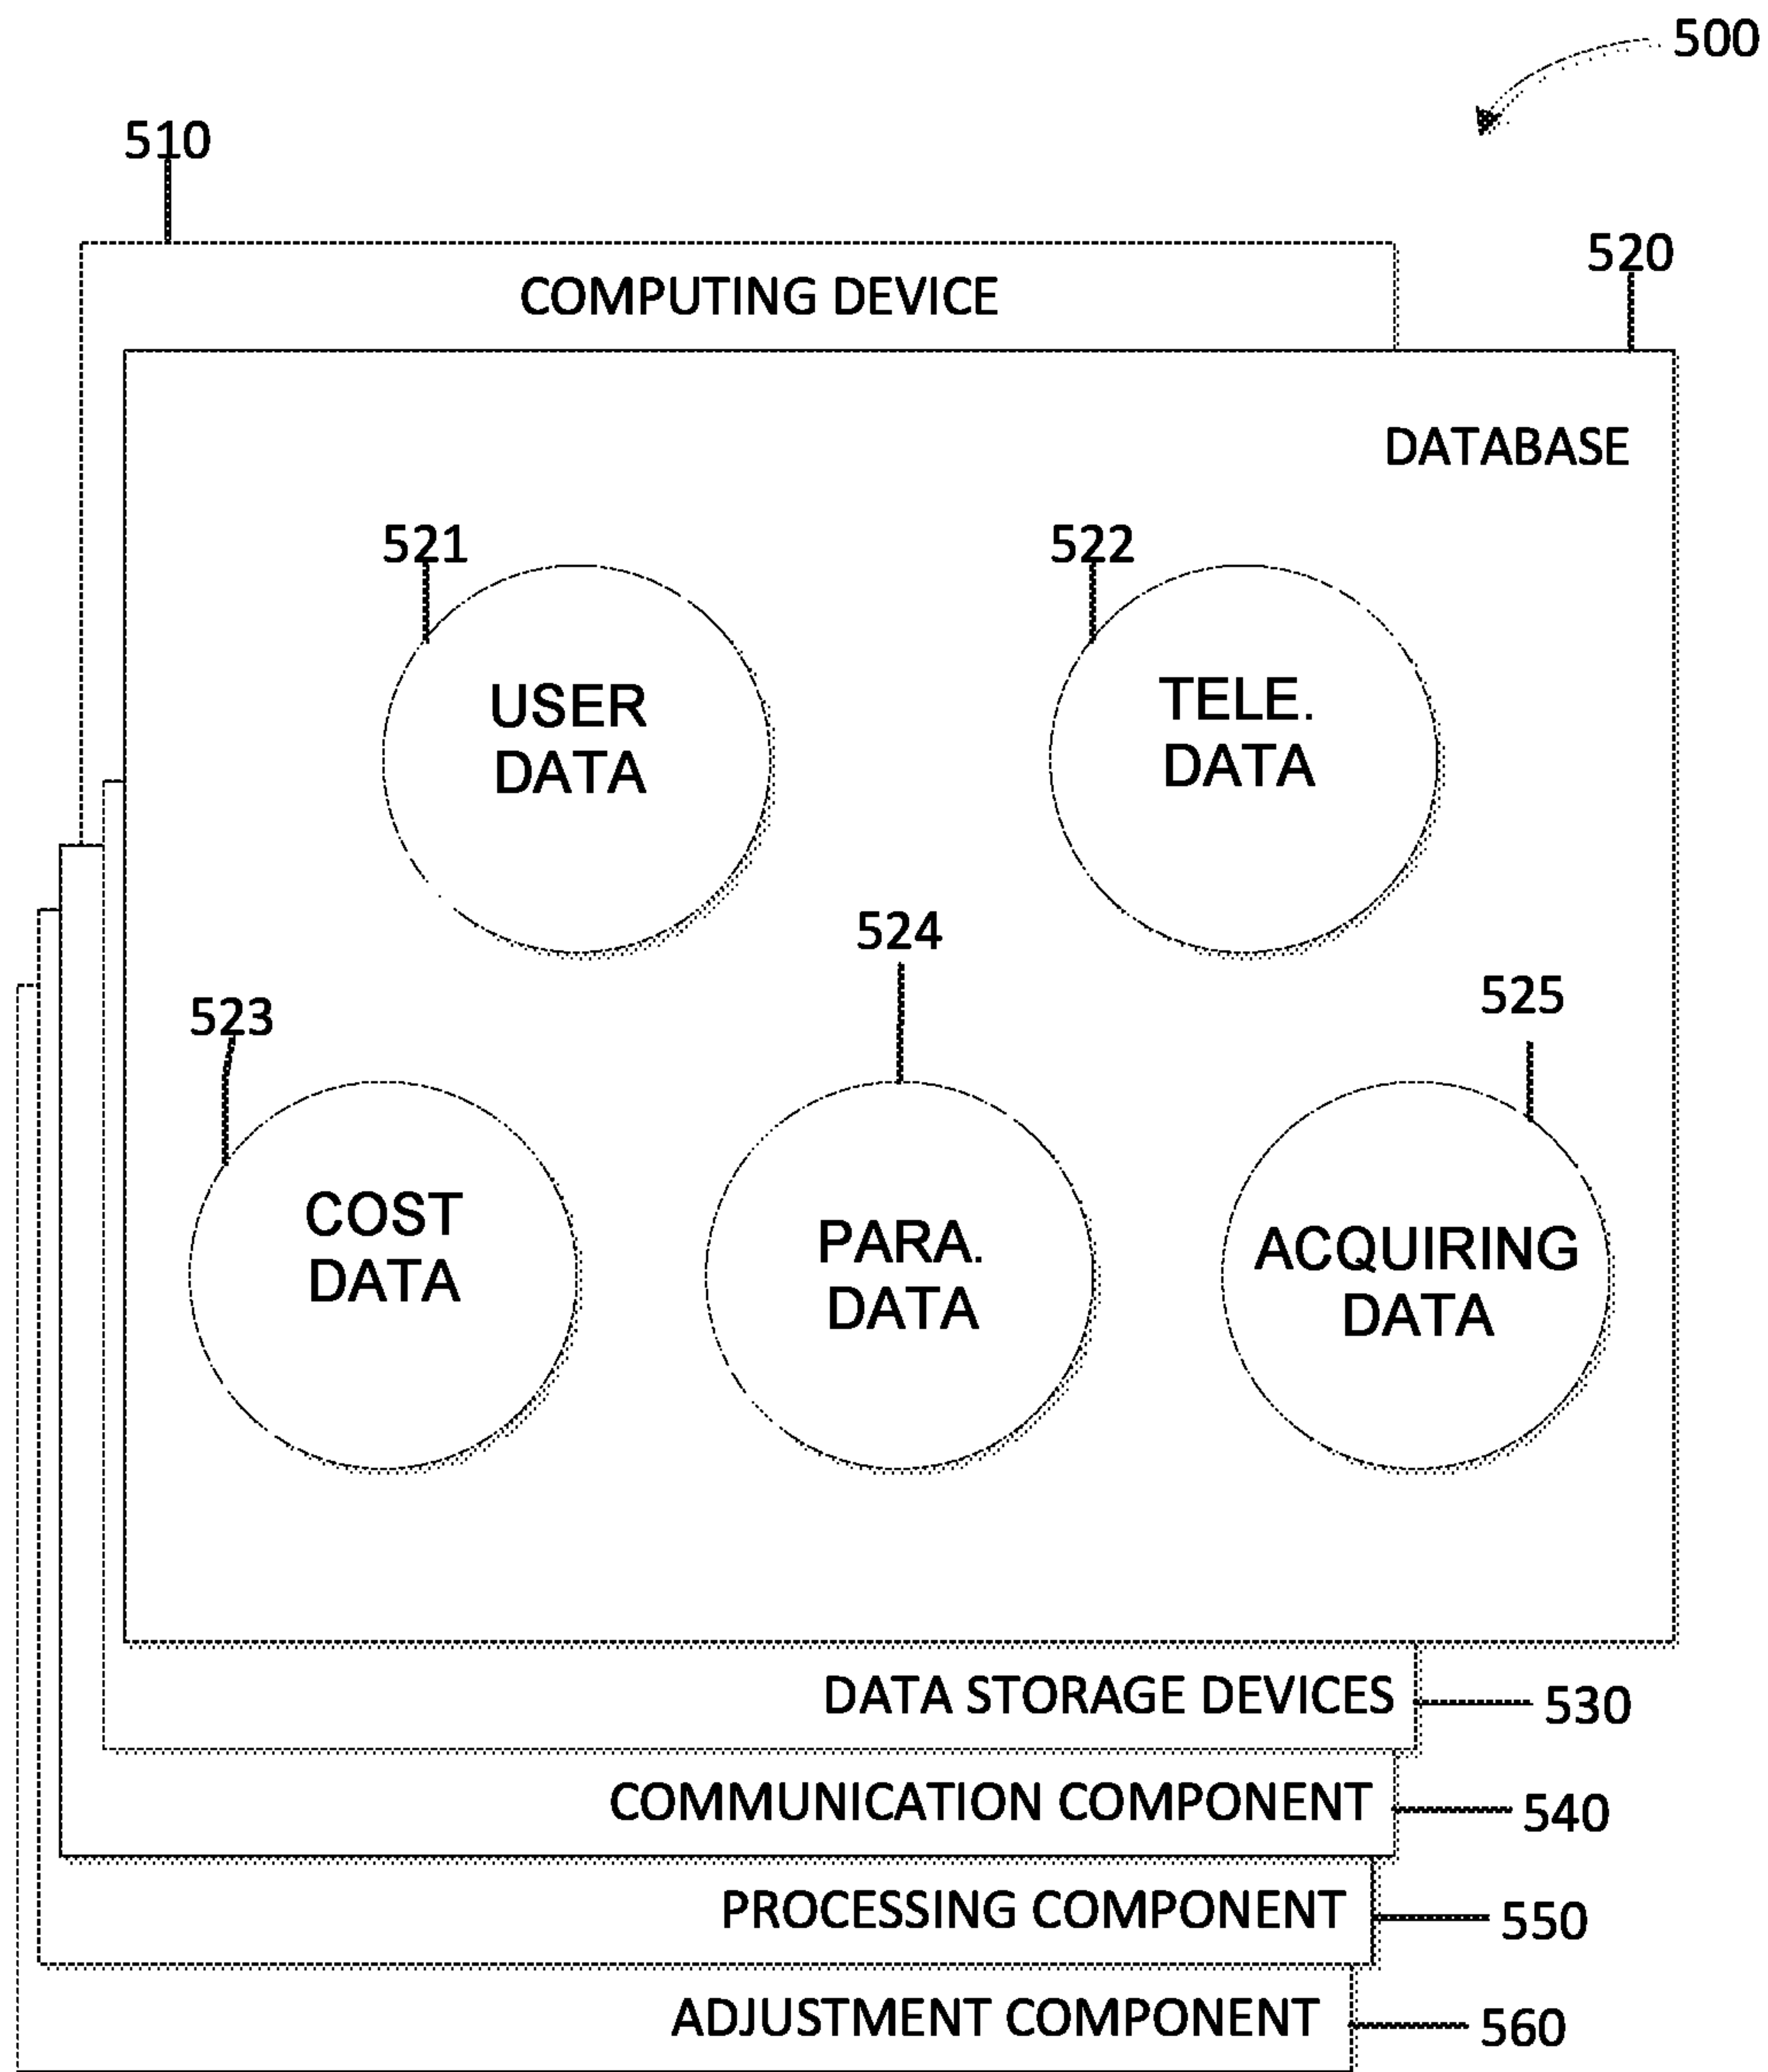 500
510
COMPUTING DEVICE
520
DATABASE
521
522
USER
DATA
TELE.
DATA
524
523
525
COST
DATA
PARA.
DATA
ACQUIRING
DATA
DATA STORAGE DEVICES
530
COMMUNICATION COMPONENT
540
PROCESSING COMPONENT
550
ADJUSTMENT COMPONENT
560